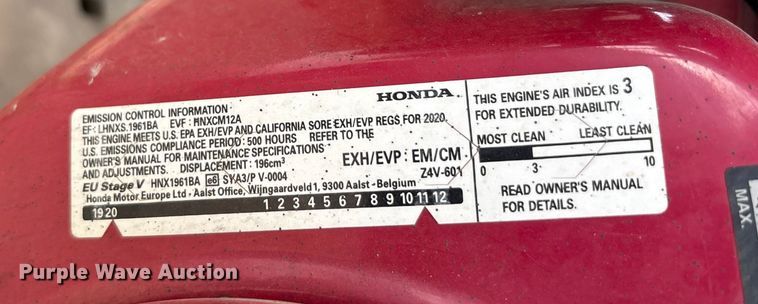 HONDA
EMISSION CONTROL INFORMATION
EF: LHNXS.1961BA EVF: HNXCM12A
THIS ENGINE MEETS U.S. EPA EXH/EVP AND CALIFORNIA SORE EXH/EVP REGS, FOR 2020.
U.S. EMISSIONS COMPLIANCE PERIOD: 500 HOURS REFER TO THE
OWNER'S MANUAL FOR MAINTENANCE SPECIFICATIONS
AND ADJUSTMENTS. DISPLACEMENT: 196cm³
EXH/EVP: EM/CM
EU Stage V HNX1961BA e6 SYA3/P V-0004
Z4V-601
Honda Motor Europe Ltd - Aalst Office, Wijngaardveld 1, 9300 Aalst - Belgium
19 20 1 2 3 4 5 6 7 8 9 10 11 12
THIS ENGINE'S AIR INDEX IS 3
FOR EXTENDED DURABILITY.
MOST CLEAN LEAST CLEAN
0 3 10
READ OWNER'S MANUAL
FOR DETAILS.
MAX.
Purple Wave Auction